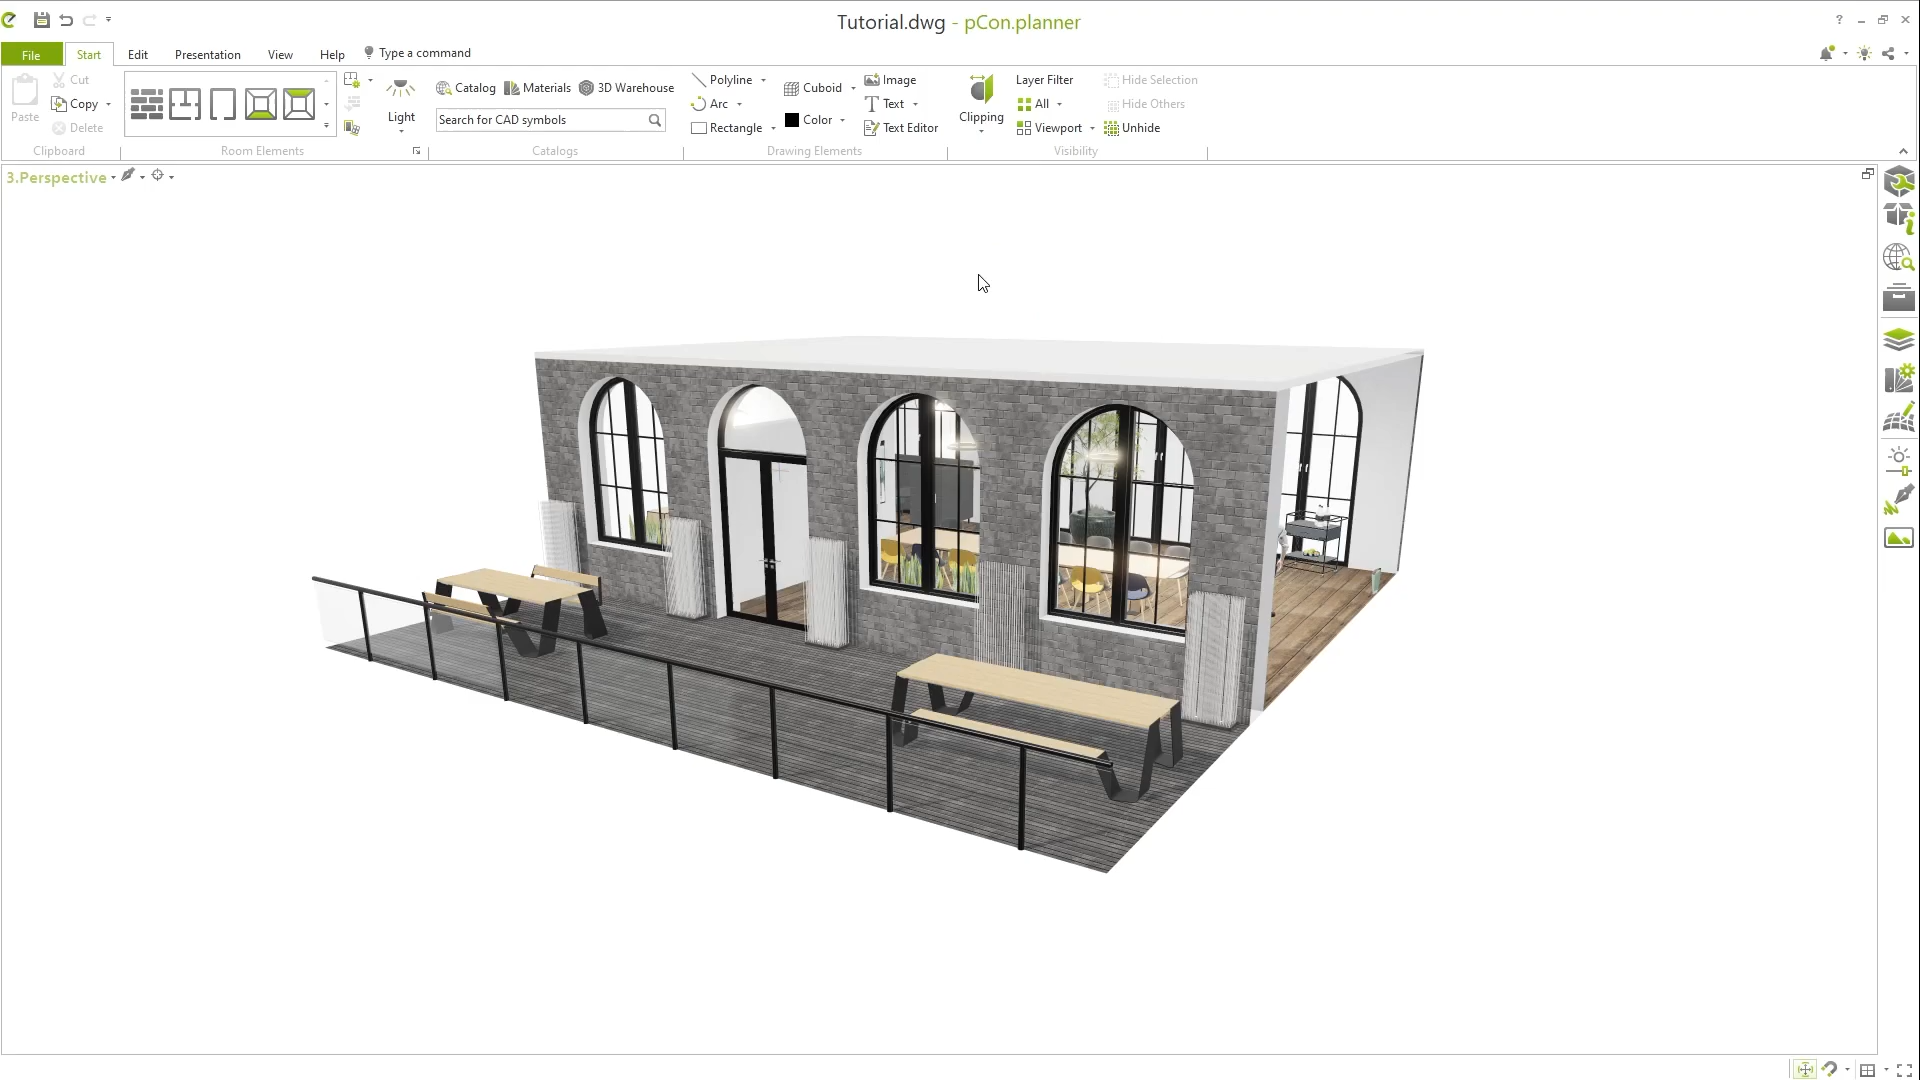 Tutorial.dwg - pCon.planner
File Start Edit Presentation View Help Type a command
Paste
Cut
Copy
Delete
Clipboard
Room Elements
Light
Catalog Materials 3D Warehouse
Search for CAD symbols
Catalogs
Polyline
Arc
Rectangle
Cuboid
Color
Image
Text
Text Editor
Drawing Elements
Clipping
Layer Filter
All
Viewport
Hide Selection
Hide Others
Unhide
Visibility
3.Perspective